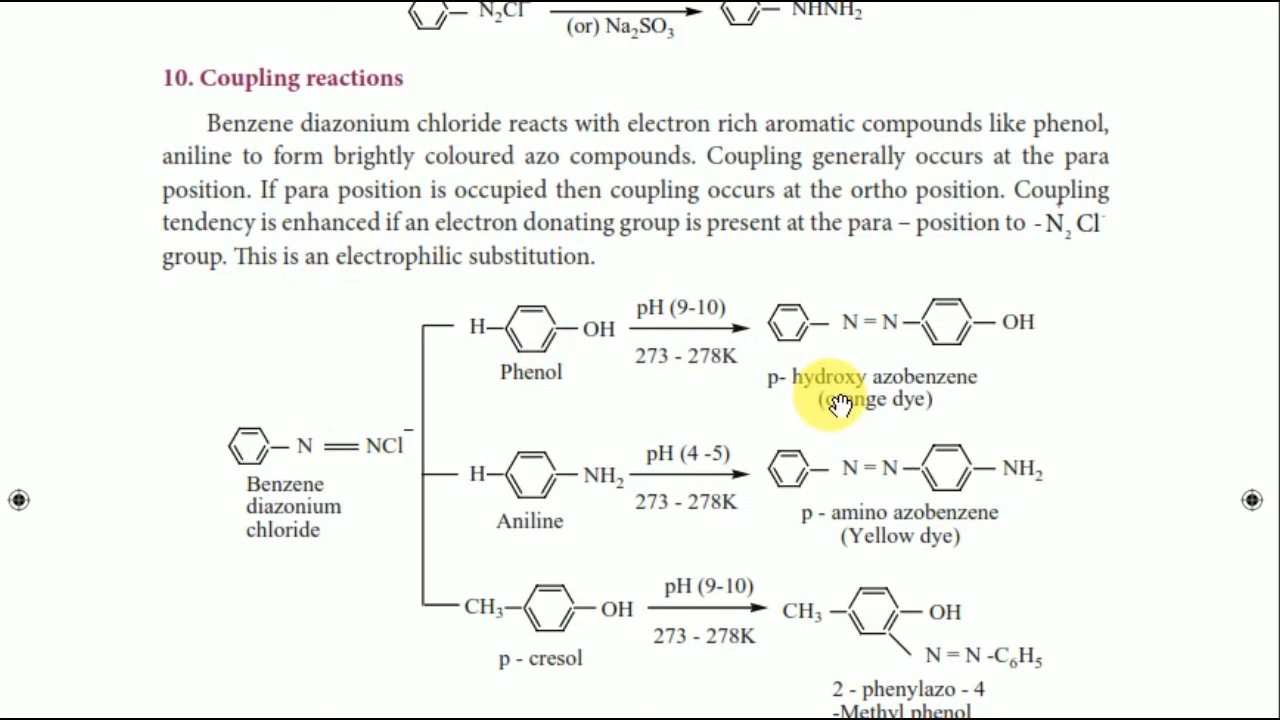 N₂Cl⁻ NHNH₂
(or) Na₂SO₃
10. Coupling reactions
Benzene diazonium chloride reacts with electron rich aromatic compounds like phenol,
aniline to form brightly coloured azo compounds. Coupling generally occurs at the para
position. If para position is occupied then coupling occurs at the ortho position. Coupling
tendency is enhanced if an electron donating group is present at the para – position to -N₂⁺Cl⁻
group. This is an electrophilic substitution.
H OH pH (9-10) N = N OH
273 - 278K
Phenol
p- hydroxy azobenzene
(orange dye)
N NCl⁻
Benzene
diazonium
chloride
H NH₂ pH (4 -5) N = N NH₂
273 - 278K
Aniline
p - amino azobenzene
(Yellow dye)
CH₃ OH pH (9-10) CH₃ OH
273 - 278K
N = N -C₆H₅
p - cresol
2 - phenylazo - 4
-Methyl phenol